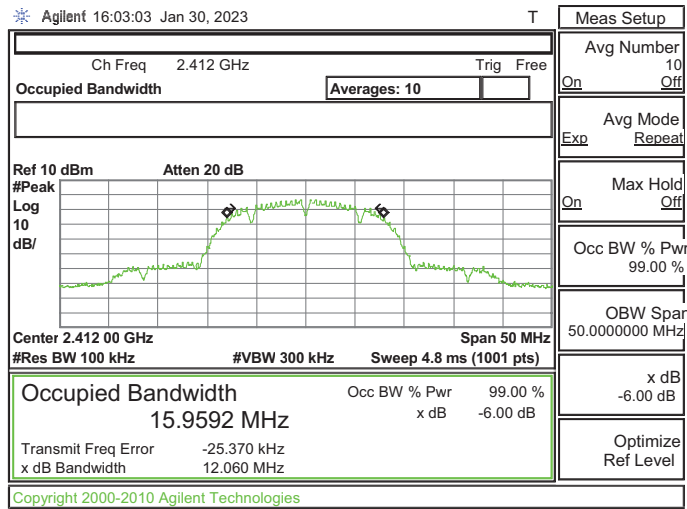 Agilent 16:03:03 Jan 30, 2023 T
Meas Setup
Ch Freq 2.412 GHz Trig Free
Occupied Bandwidth Averages: 10
Ref 10 dBm Atten 20 dB
#Peak
Log
10
dB/
Center 2.412 00 GHz Span 50 MHz
#Res BW 100 kHz #VBW 300 kHz Sweep 4.8 ms (1001 pts)
Occupied Bandwidth Occ BW % Pwr 99.00 %
15.9592 MHz x dB -6.00 dB
Transmit Freq Error -25.370 kHz
x dB Bandwidth 12.060 MHz
Copyright 2000-2010 Agilent Technologies
Avg Number
10
On Off
Avg Mode
Exp Repeat
Max Hold
On Off
Occ BW % Pwr
99.00 %
OBW Span
50.0000000 MHz
x dB
-6.00 dB
Optimize
Ref Level